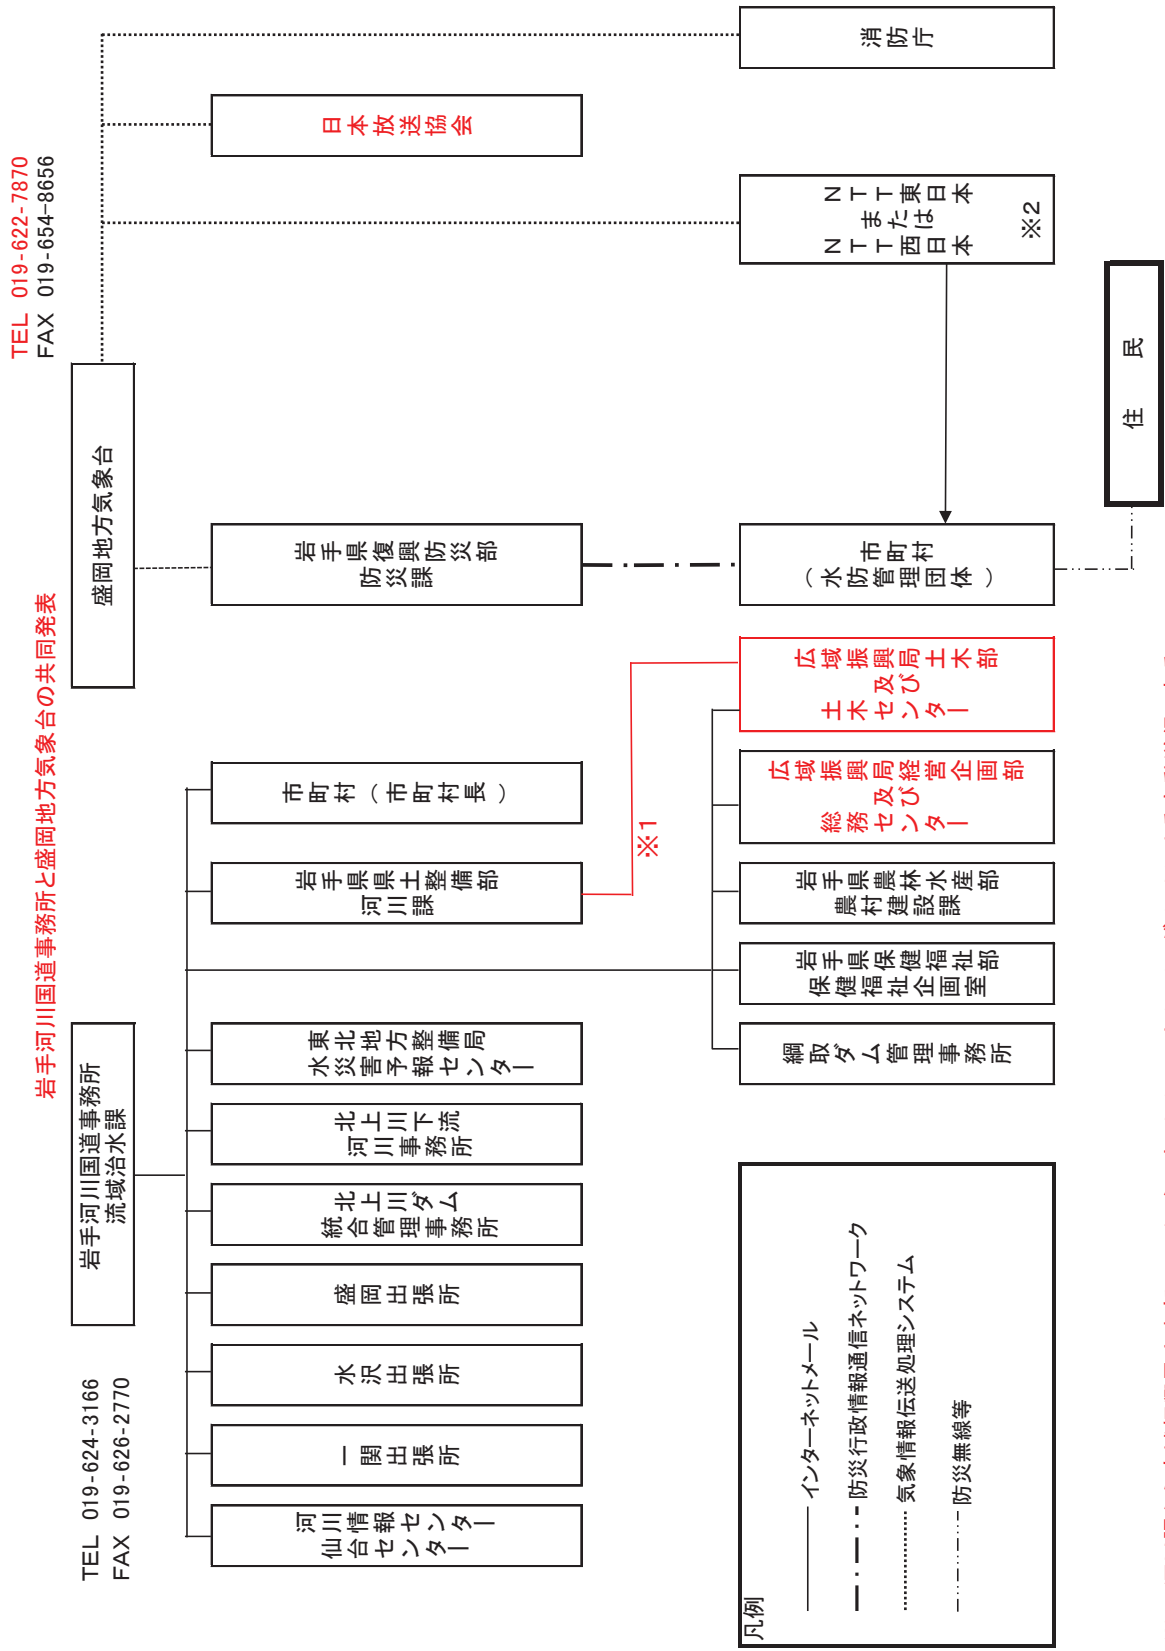 岩手河川国道事務所と盛岡地方気象台の共同発表
TEL 019-624-3166
FAX 019-626-2770
岩手河川国道事務所
流域治水課
盛岡地方気象台
TEL 019-622-7870
FAX 019-654-8656
河川情報センター
仙台センター
一関出張所
水沢出張所
盛岡出張所
北上川ダム
統合管理事務所
北上川下流
河川事務所
東北地方整備局
水災害予報センター
岩手県県土整備部
河川課
市町村(市町村長)
岩手県復興防災部
防災課
日本放送協会
※1
綱取ダム管理事務所
岩手県保健福祉部
保健福祉企画室
岩手県農林水産部
農村建設課
広域振興局経営企画部
及び
総務センター
広域振興局土木部
及び
土木センター
市町村
(水防管理団体)
NTT東日本
または
NTT西日本
※2
消防庁
住民
凡例
インターネットメール
防災行政情報通信ネットワーク
気象情報伝送処理システム
防災無線等